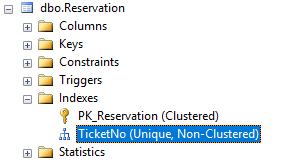 dbo.Reservation
Columns
Keys
Constraints
Triggers
Indexes
PK_Reservation (Clustered)
TicketNo (Unique, Non-Clustered)
Statistics